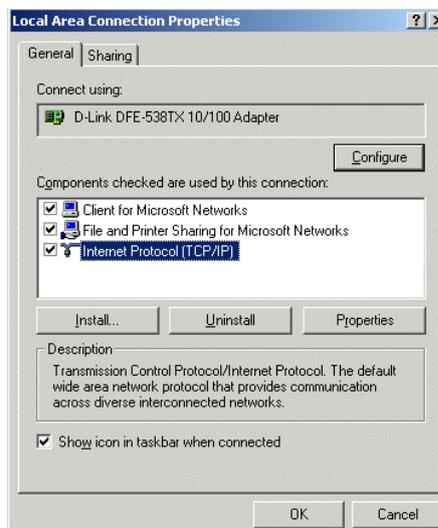 Local Area Connection Properties
General Sharing
Connect using:
D-Link DFE-538TX 10/100 Adapter
Configure
Components checked are used by this connection:
Client for Microsoft Networks
File and Printer Sharing for Microsoft Networks
Internet Protocol (TCP/IP)
Install... Uninstall Properties
Description
Transmission Control Protocol/Internet Protocol. The default
wide area network protocol that provides communication
across diverse interconnected networks.
Show icon in taskbar when connected
OK Cancel